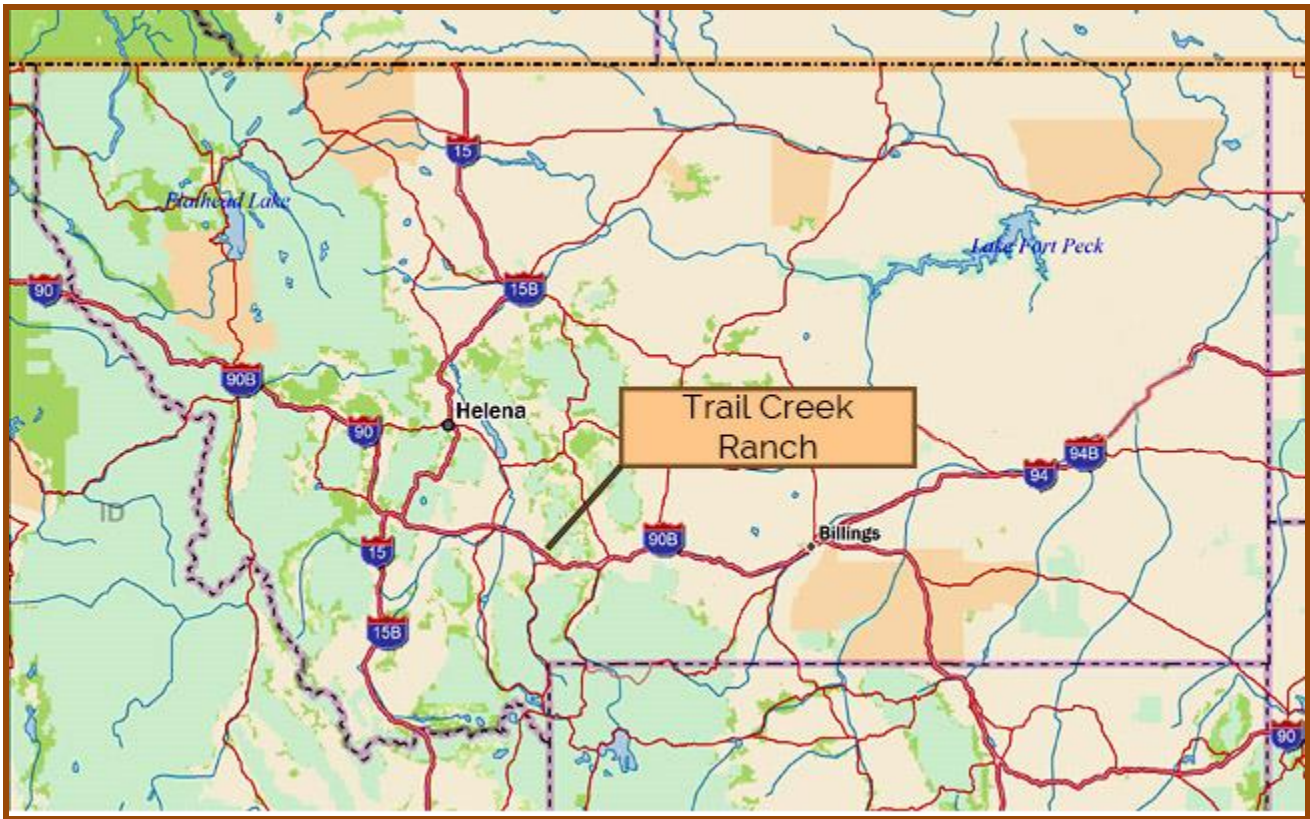 15
Flathead Lake
Lake Fort Peck
90
15B
90B
Trail Creek
Ranch
Helena
90
94B
94
ID
Billings
90B
15
15B
90